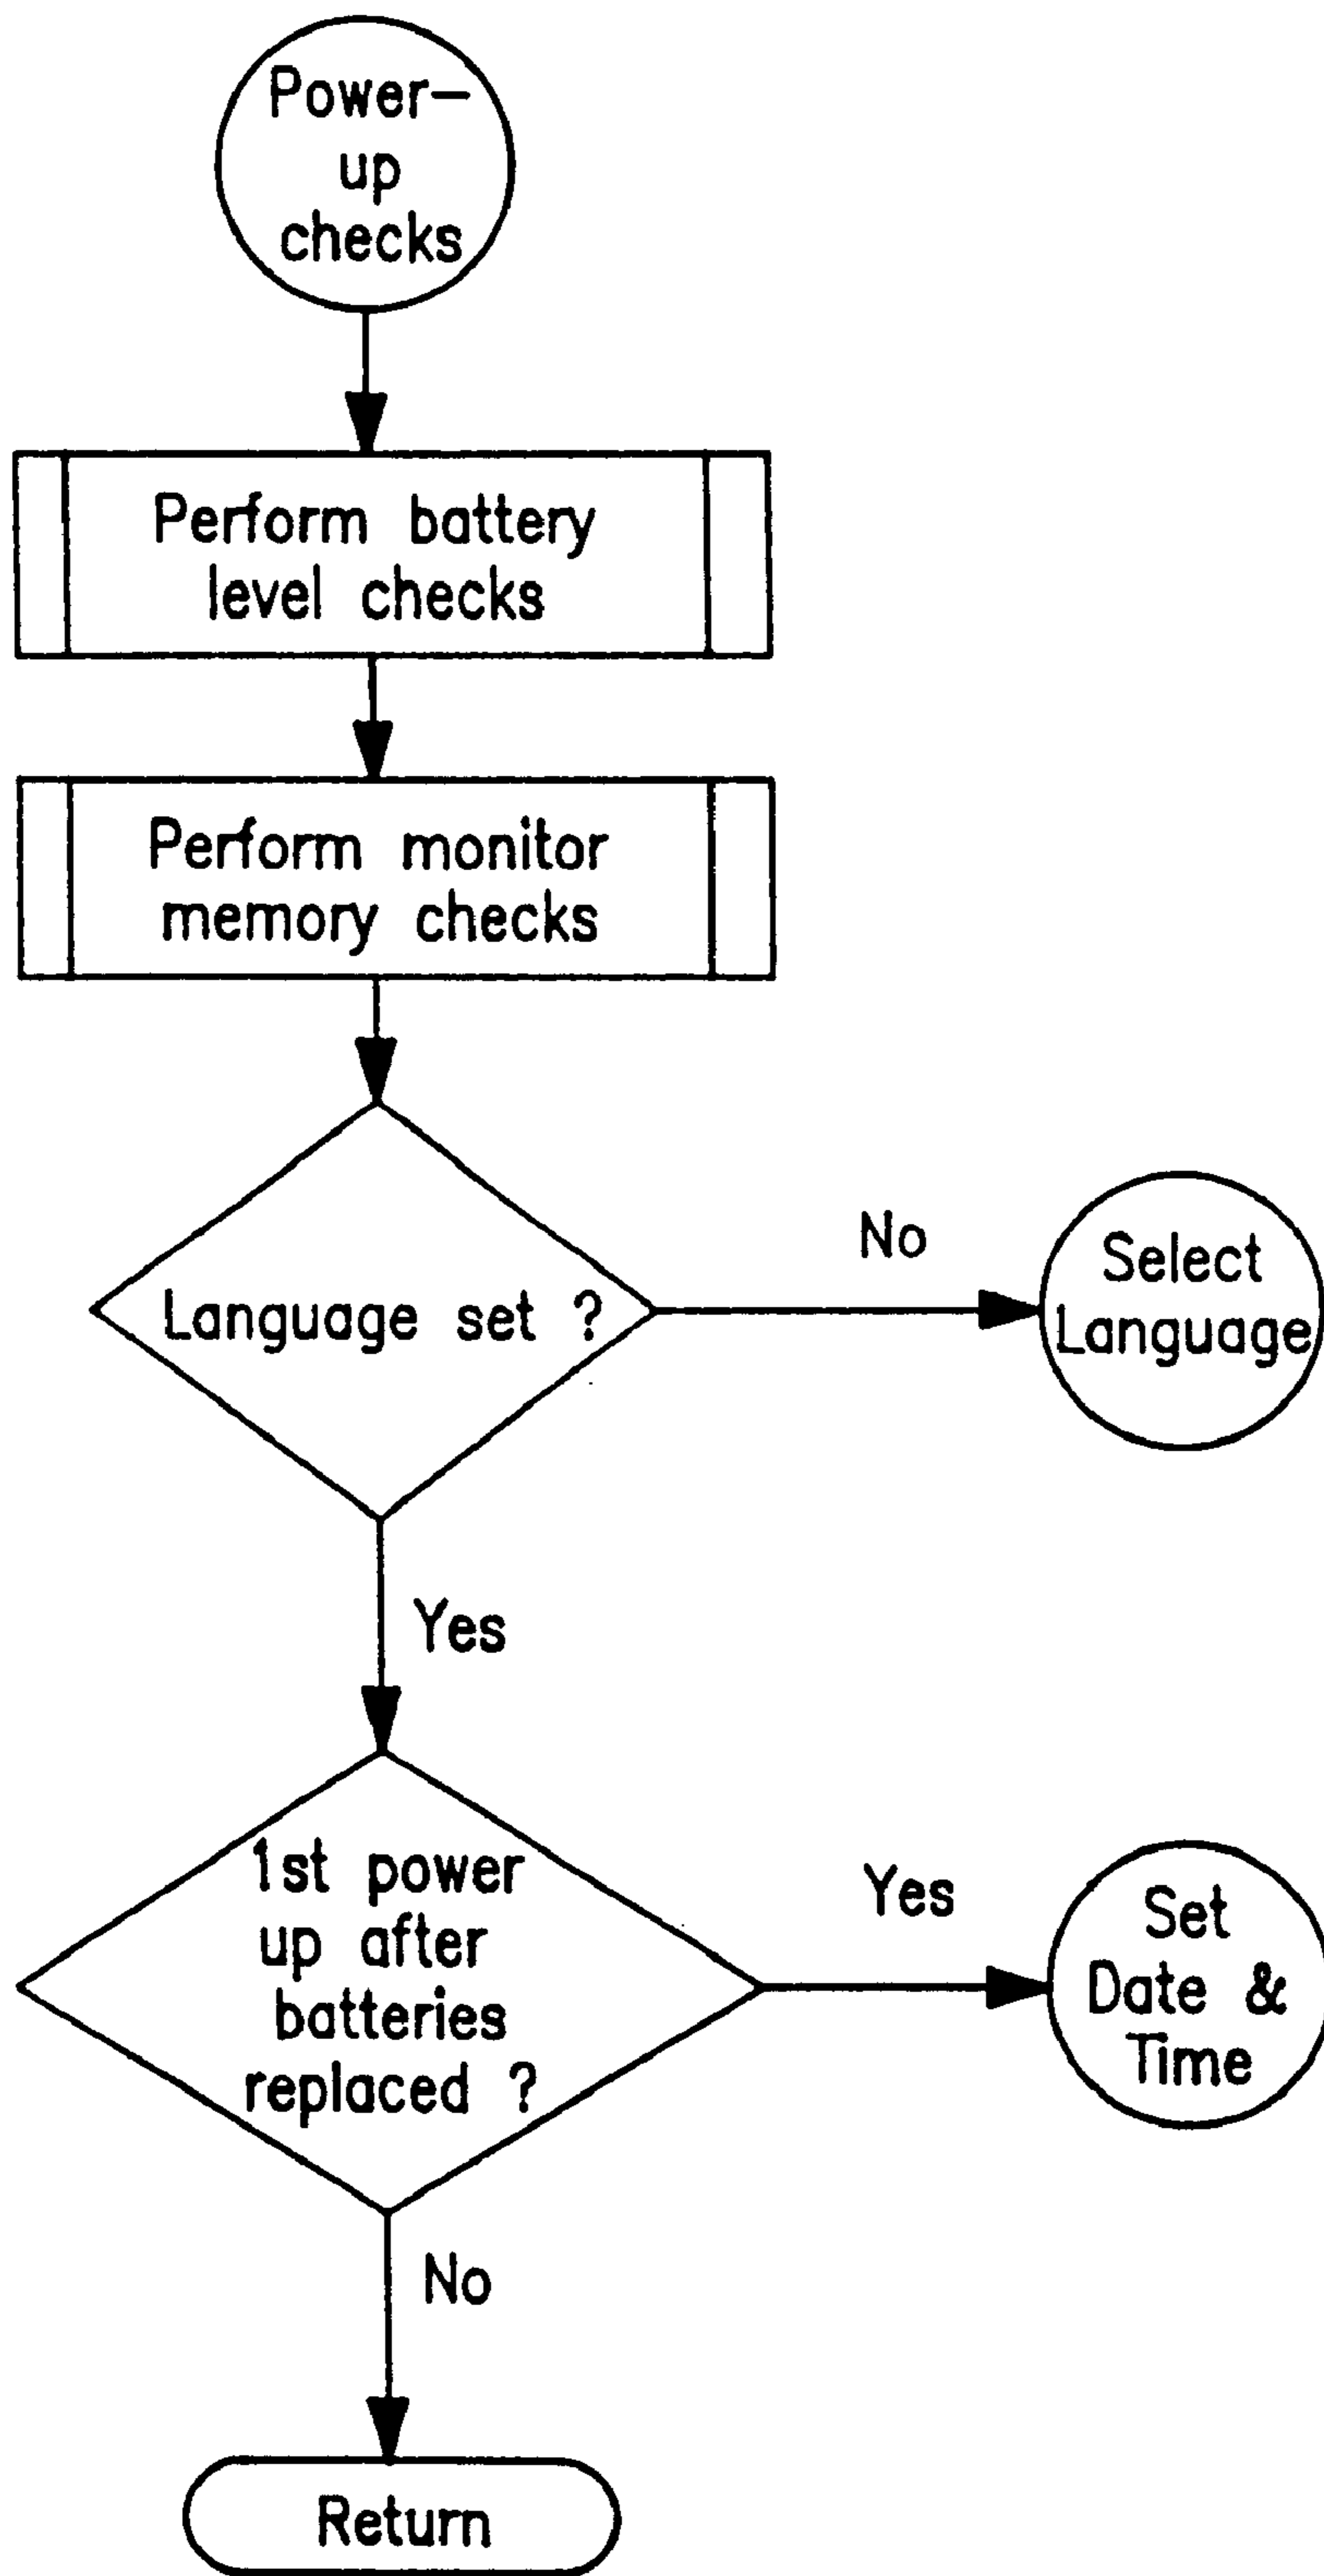 Power-
up
checks
Perform battery
level checks
Perform monitor
memory checks
Language set ?
No
Select
Language
Yes
1st power
up after
batteries
replaced ?
Yes
Set
Date &
Time
No
Return